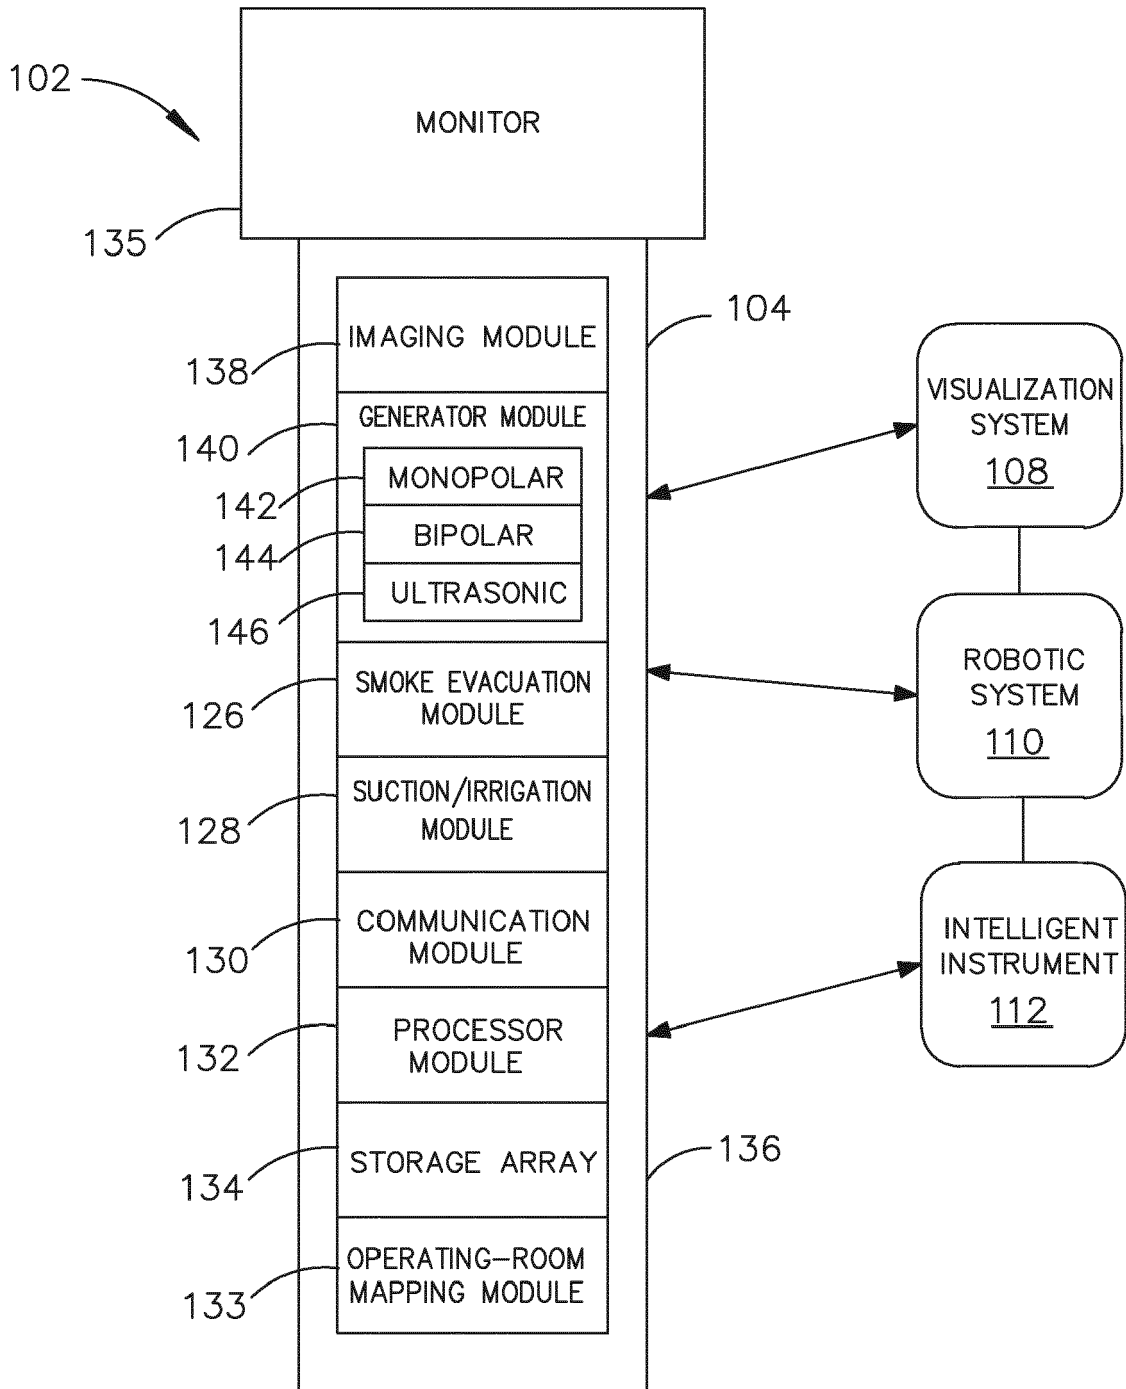 102
MONITOR
135
IMAGING MODULE
138
104
GENERATOR MODULE
140
MONOPOLAR
142
BIPOLAR
144
ULTRASONIC
146
SMOKE EVACUATION
MODULE
126
SUCTION/IRRIGATION
MODULE
128
COMMUNICATION
MODULE
130
PROCESSOR
MODULE
132
136
STORAGE ARRAY
134
OPERATING-ROOM
MAPPING MODULE
133
VISUALIZATION
SYSTEM
108
ROBOTIC
SYSTEM
110
INTELLIGENT
INSTRUMENT
112